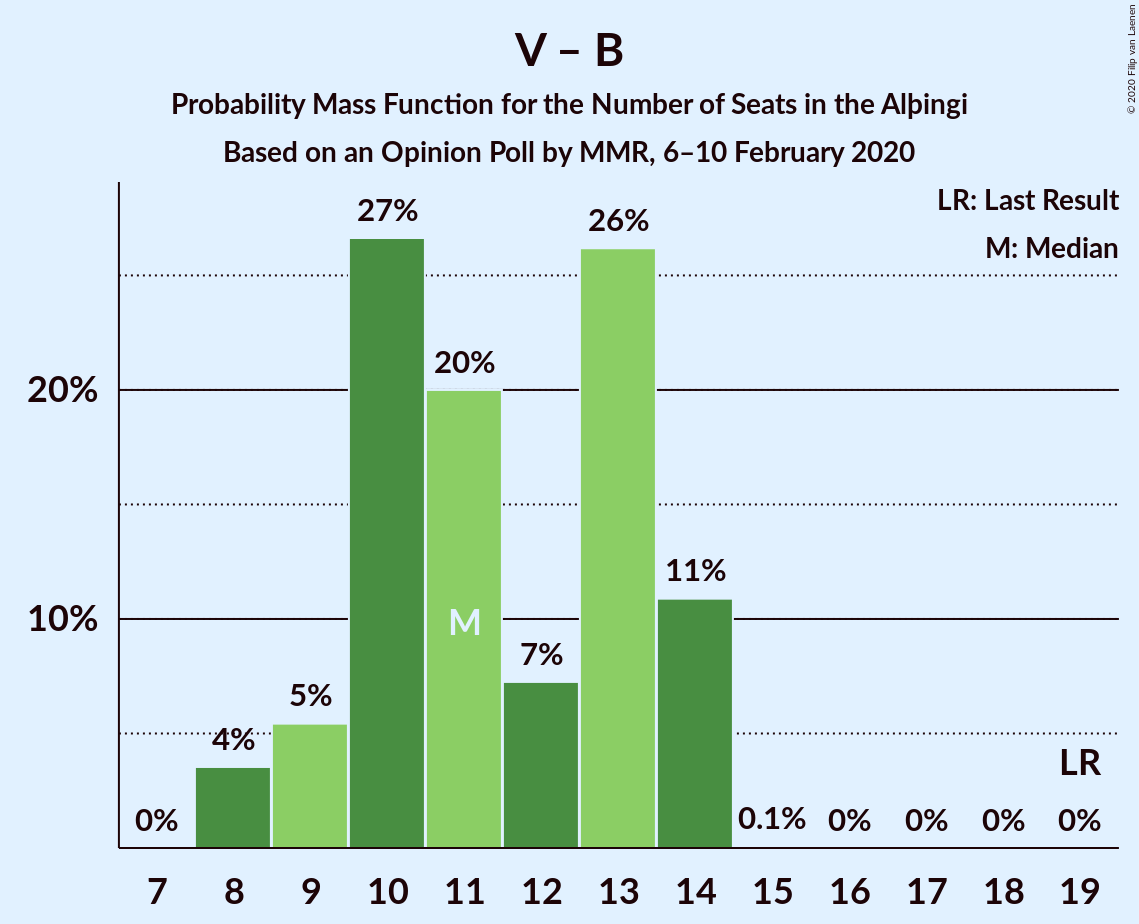 V – B
Probability Mass Function for the Number of Seats in the Alþingi
Based on an Opinion Poll by MMR, 6–10 February 2020
© 2020 Filip van Laenen
LR: Last Result
M: Median
27%
26%
20%
20%
11%
10%
M
7%
5%
4%
LR
0%
0.1%
0%
0%
0%
0%
7 8 9 10 11 12 13 14 15 16 17 18 19